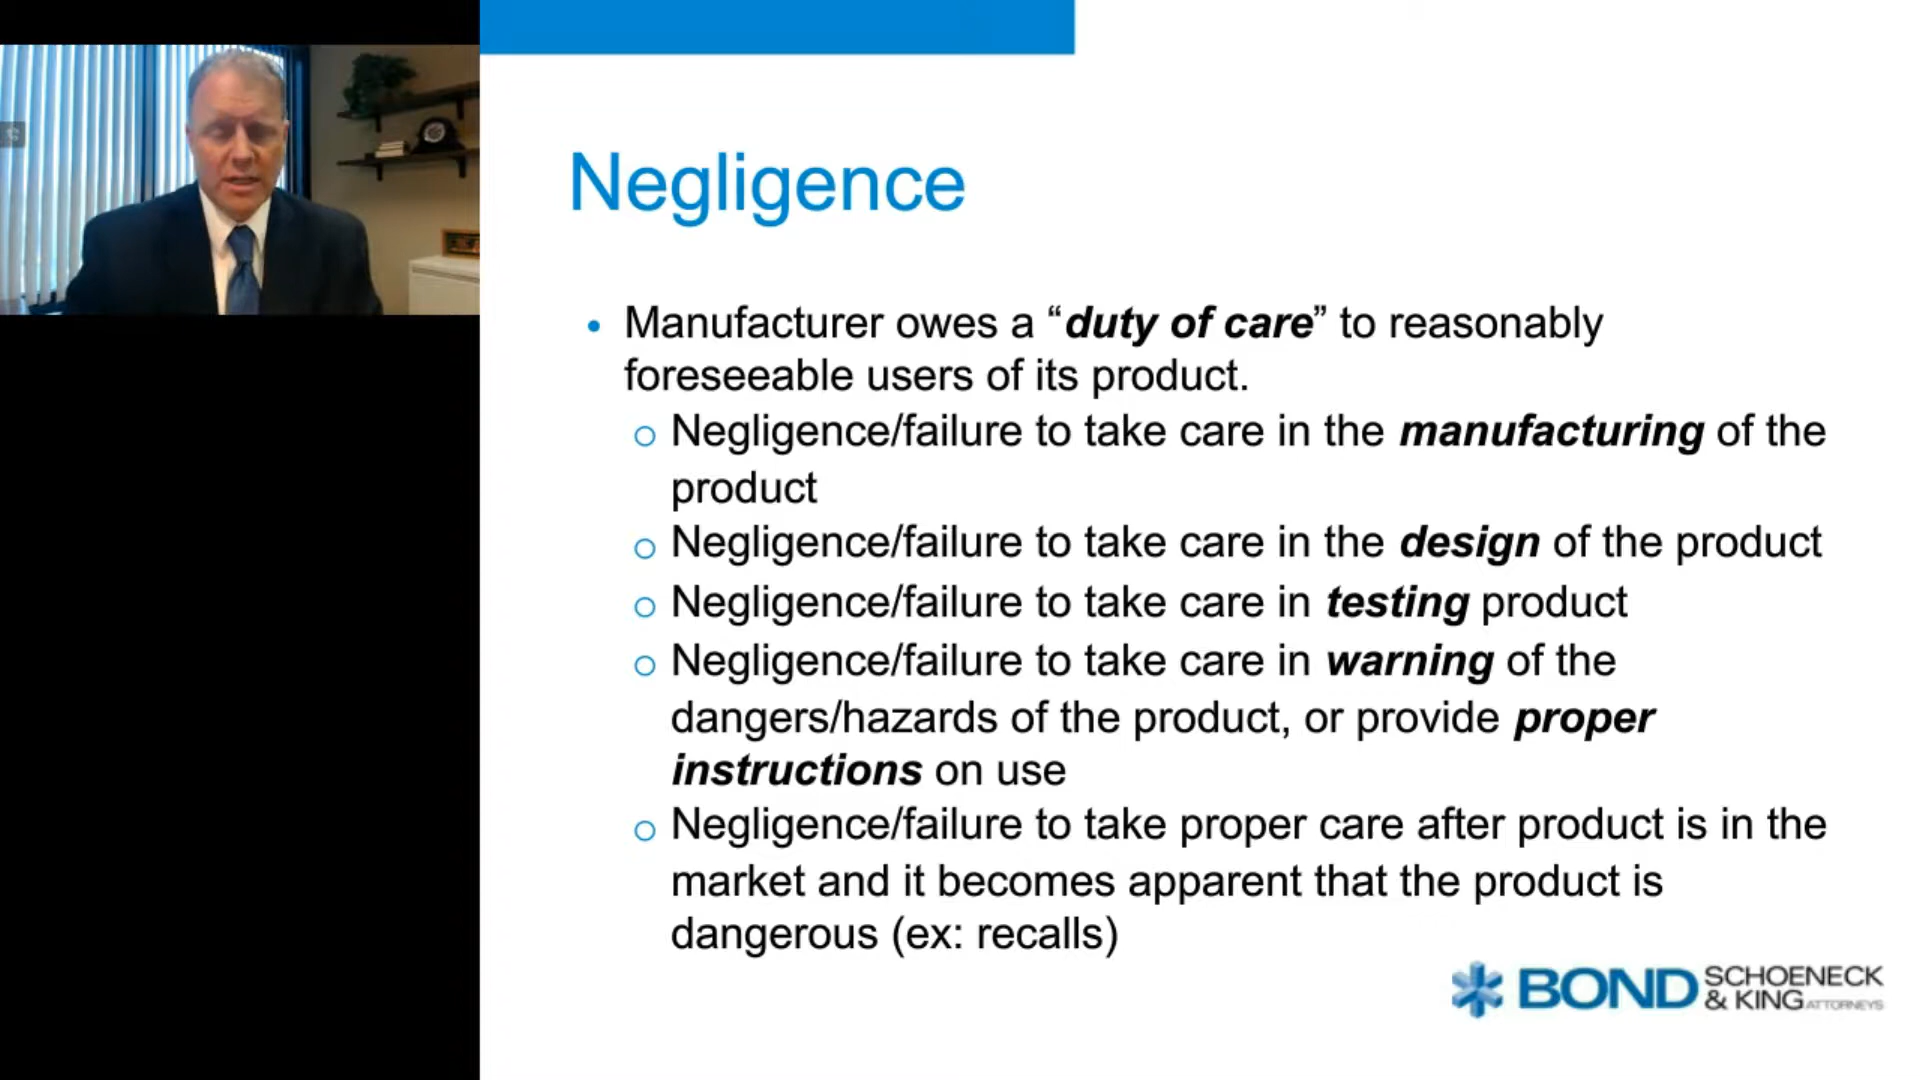 Negligence
• Manufacturer owes a “duty of care” to reasonably
foreseeable users of its product.
o Negligence/failure to take care in the manufacturing of the
product
o Negligence/failure to take care in the design of the product
o Negligence/failure to take care in testing product
o Negligence/failure to take care in warning of the
dangers/hazards of the product, or provide proper
instructions on use
o Negligence/failure to take proper care after product is in the
market and it becomes apparent that the product is
dangerous (ex: recalls)
BOND SCHOENECK
& KING ATTORNEYS